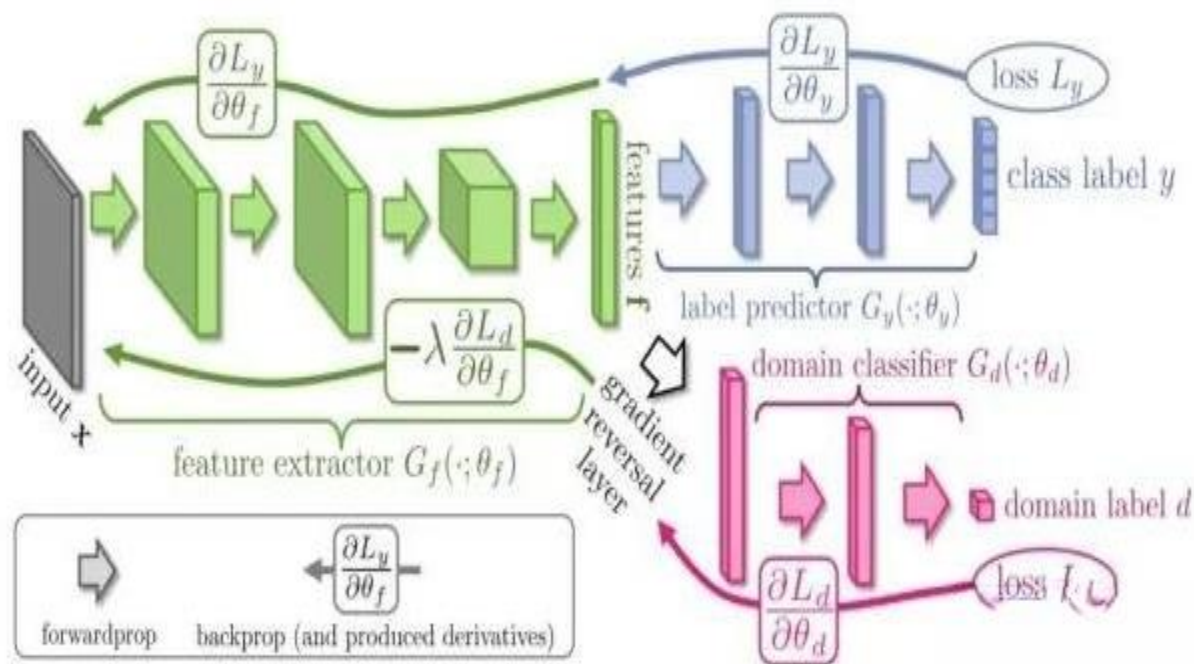 ∂L_y/∂θ_f
∂L_y/∂θ_y
loss L_y
features f
class label y
label predictor G_y(·;θ_y)
−λ ∂L_d/∂θ_f
domain classifier G_d(·;θ_d)
input x
gradient
reversal
layer
feature extractor G_f(·;θ_f)
domain label d
∂L_d/∂θ_d
loss
∂L_y/∂θ_f
forwardprop
backprop (and produced derivatives)